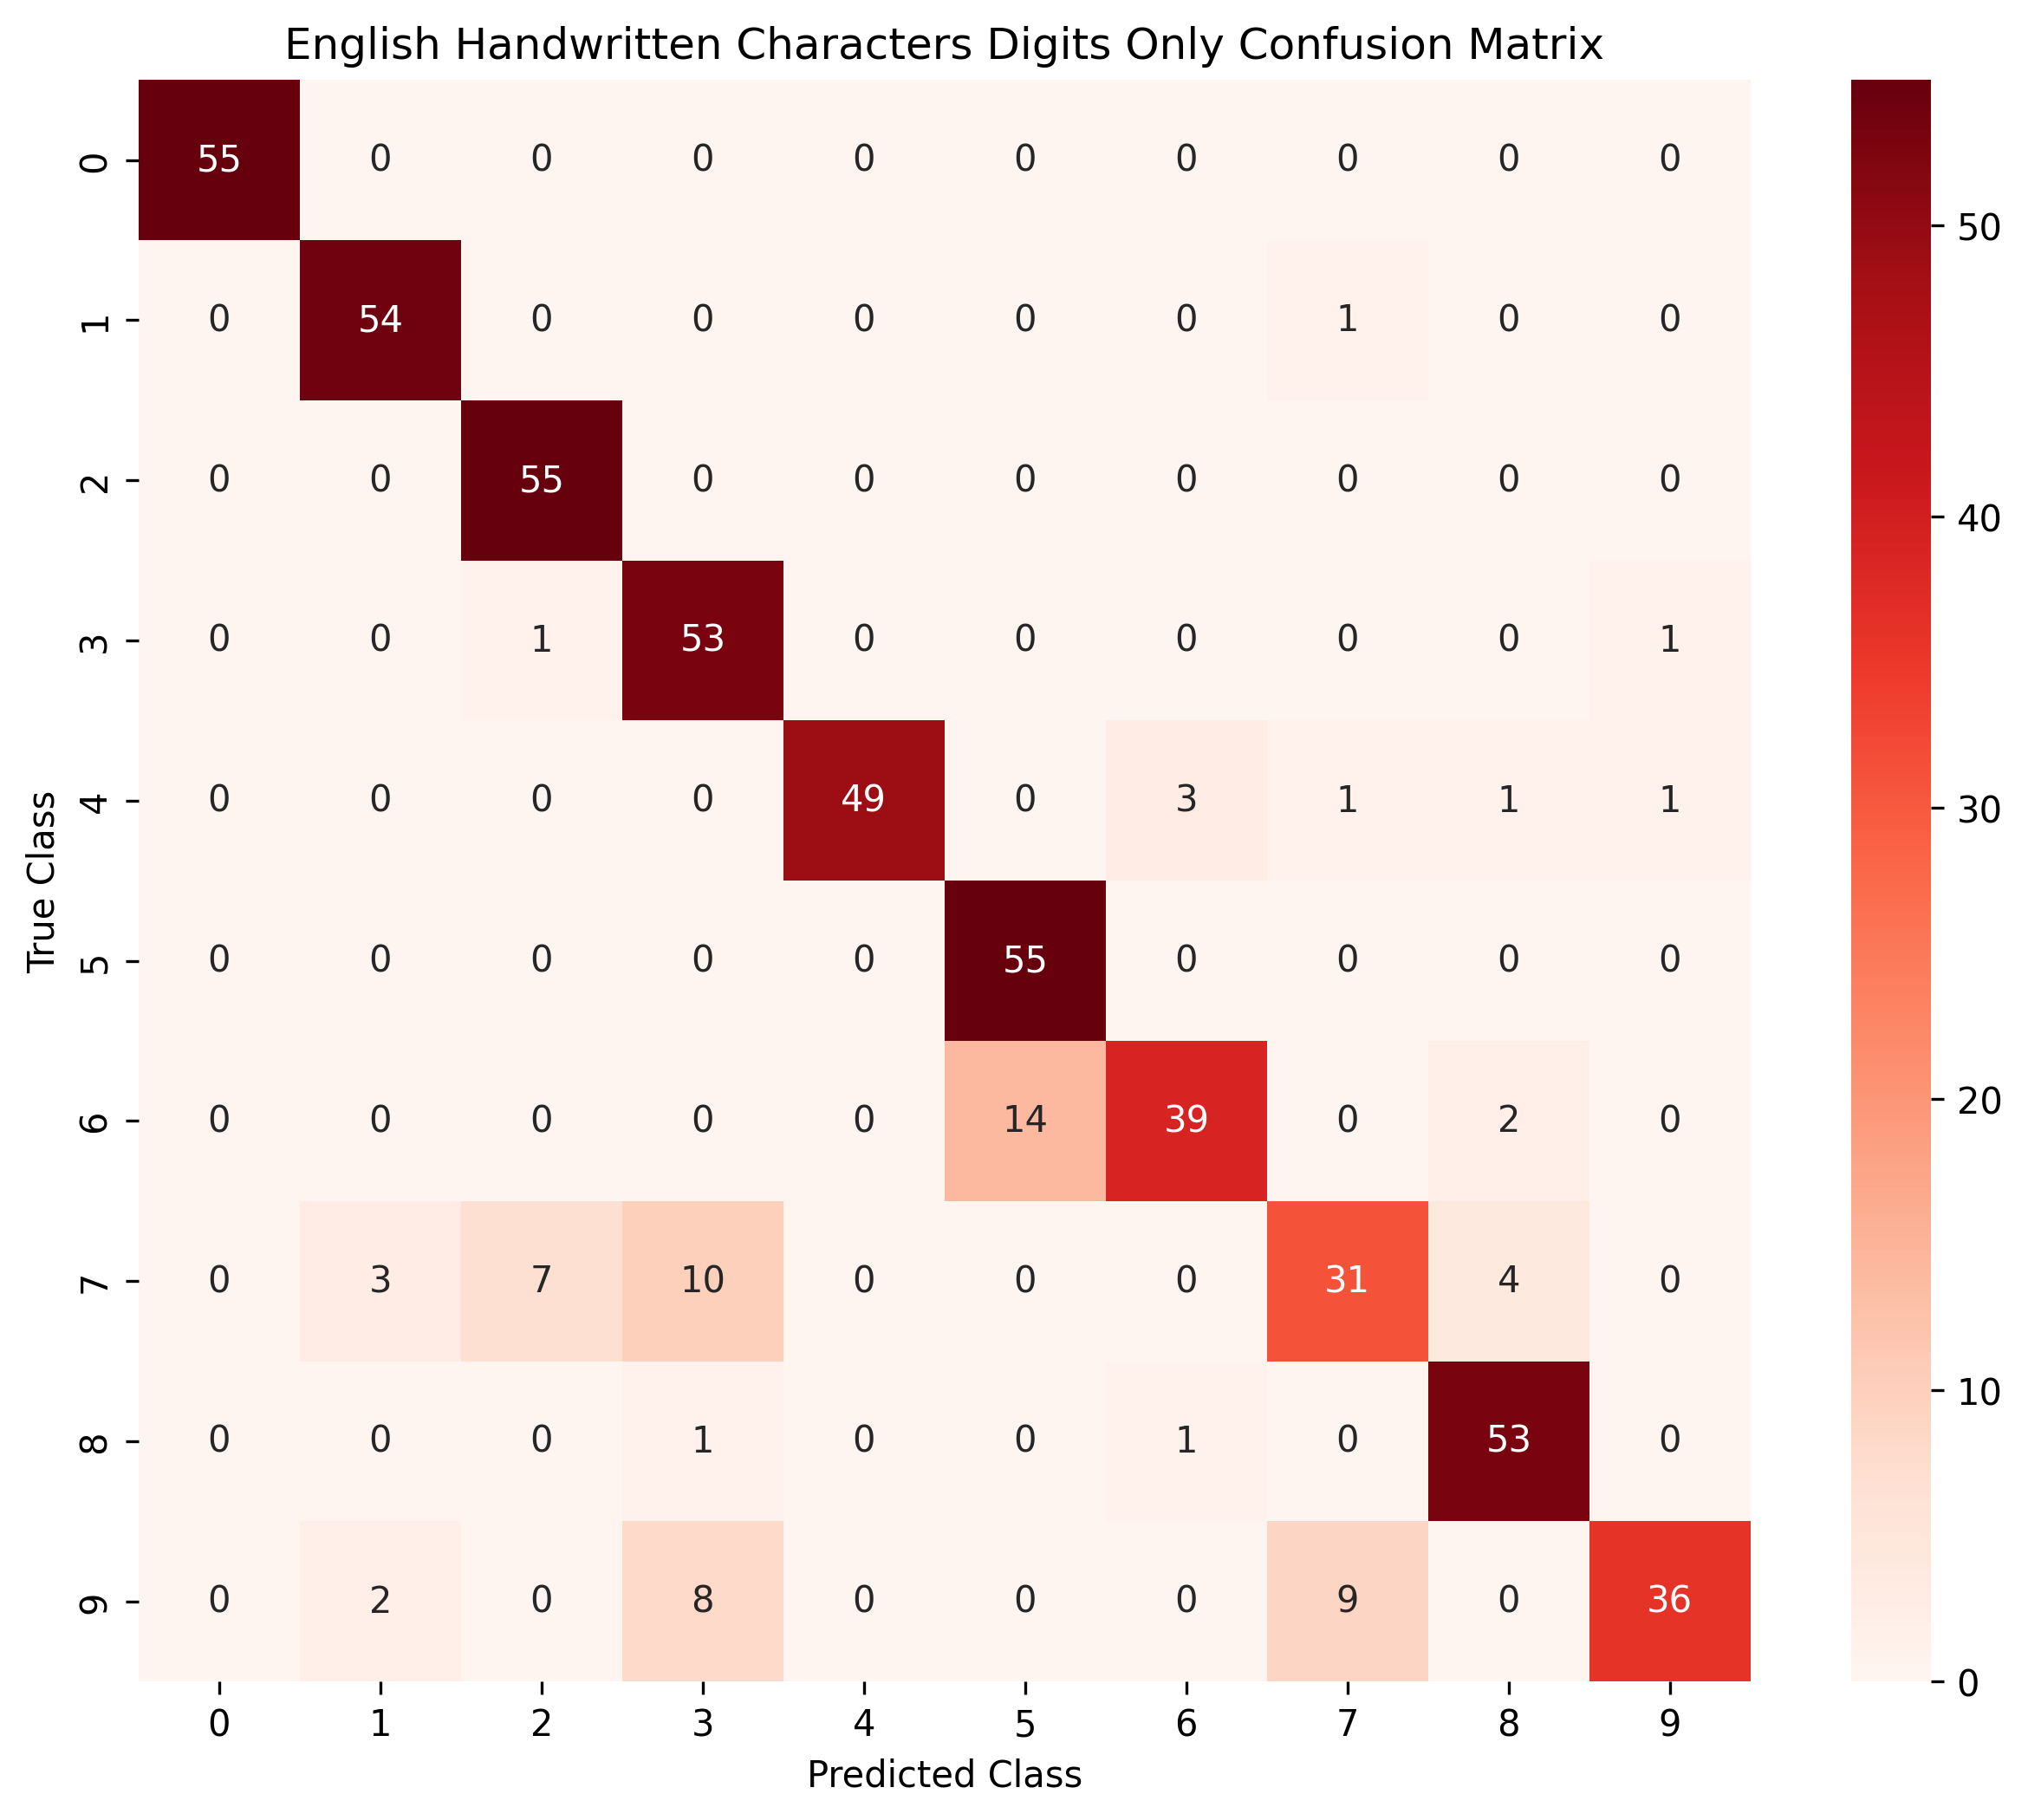 English Handwritten Characters Digits Only Confusion Matrix
True Class
0 55 0 0 0 0 0 0 0 0 0
1 0 54 0 0 0 0 0 1 0 0
2 0 0 55 0 0 0 0 0 0 0
3 0 0 1 53 0 0 0 0 0 1
4 0 0 0 0 49 0 3 1 1 1
5 0 0 0 0 0 55 0 0 0 0
6 0 0 0 0 0 14 39 0 2 0
7 0 3 7 10 0 0 0 31 4 0
8 0 0 0 1 0 0 1 0 53 0
9 0 2 0 8 0 0 0 9 0 36
0 1 2 3 4 5 6 7 8 9
Predicted Class
50
40
30
20
10
0